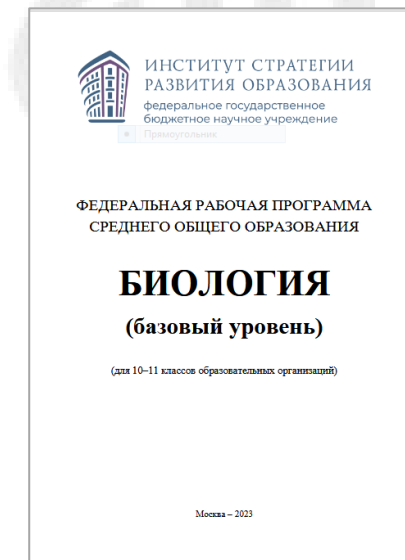 ИНСТИТУТ СТРАТЕГИИ
РАЗВИТИЯ ОБРАЗОВАНИЯ
федеральное государственное
бюджетное научное учреждение
Прямоугольник
ФЕДЕРАЛЬНАЯ РАБОЧАЯ ПРОГРАММА
СРЕДНЕГО ОБЩЕГО ОБРАЗОВАНИЯ
БИОЛОГИЯ
(базовый уровень)
(для 10–11 классов образовательных организаций)
Москва – 2023